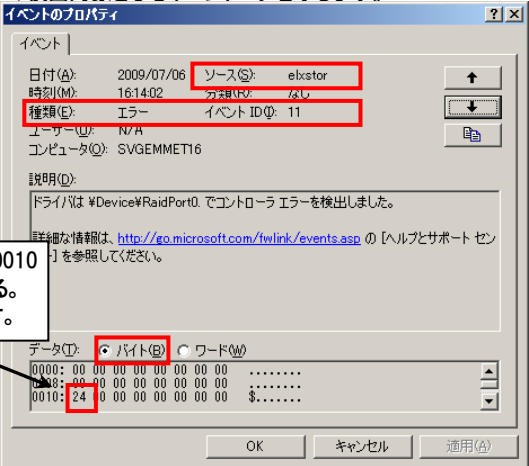 イベントのプロパティ
イベント
日付(A): 2009/07/06 ソース(S): elxstor
時刻(M): 16:14:02 分類(R): なし
種類(E): エラー イベント ID(I): 11
ユーザー(U): N/A
コンピュータ(O): SVGEMMET16
説明(D):
ドライバは ¥Device¥RaidPort0. でコントローラ エラーを検出しました。
詳細な情報は、http://go.microsoft.com/fwlink/events.asp の [ヘルプとサポート セン
] を参照してください。
0010
る。
。
データ(T): バイト(B) ワード(W)
0000: 00 00 00 00 00 00 00 00 ........
0008: 00 00 00 00 00 00 00 00 ........
0010: 24 00 00 00 00 00 00 00 $.......
OK キャンセル 適用(A)